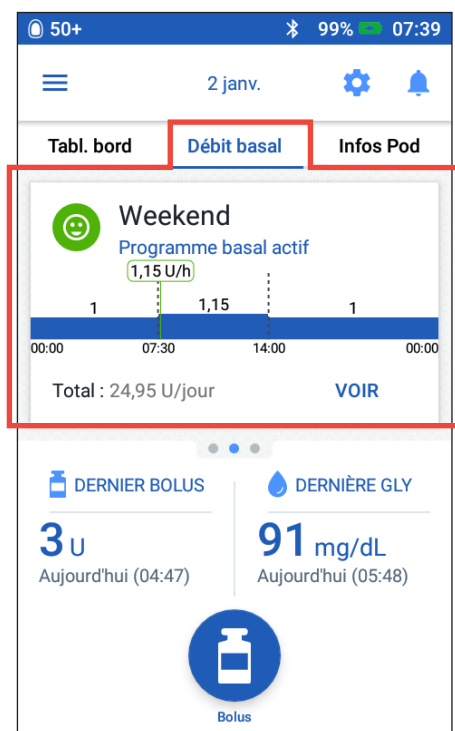 50+ 99% 07:39
2 janv.
Tabl. bord Débit basal Infos Pod
Weekend
Programme basal actif
1,15 U/h
1 1,15 1
00:00 07:30 14:00 00:00
Total : 24,95 U/jour VOIR
DERNIER BOLUS DERNIÈRE GLY
3 U 91 mg/dL
Aujourd'hui (04:47) Aujourd'hui (05:48)
Bolus